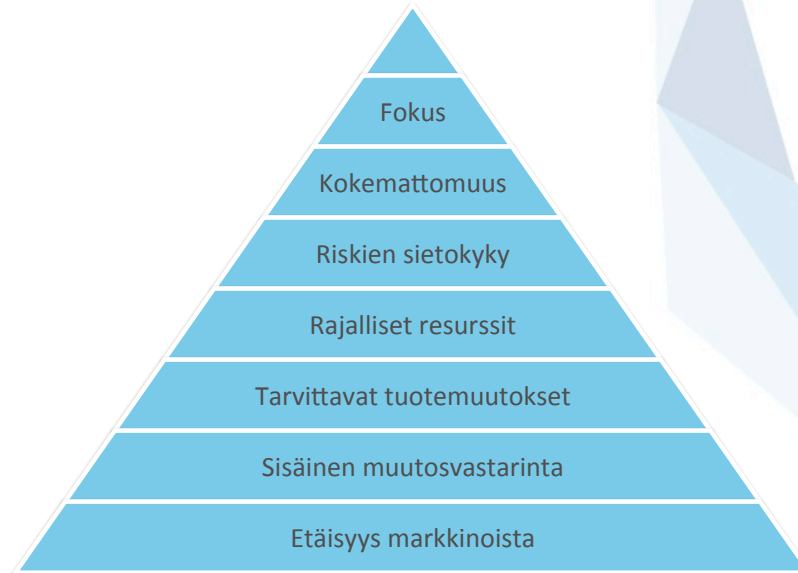 Fokus
Kokemattomuus
Riskien sietokyky
Rajalliset resurssit
Tarvittavat tuotemuutokset
Sisäinen muutosvastarinta
Etäisyys markkinoista